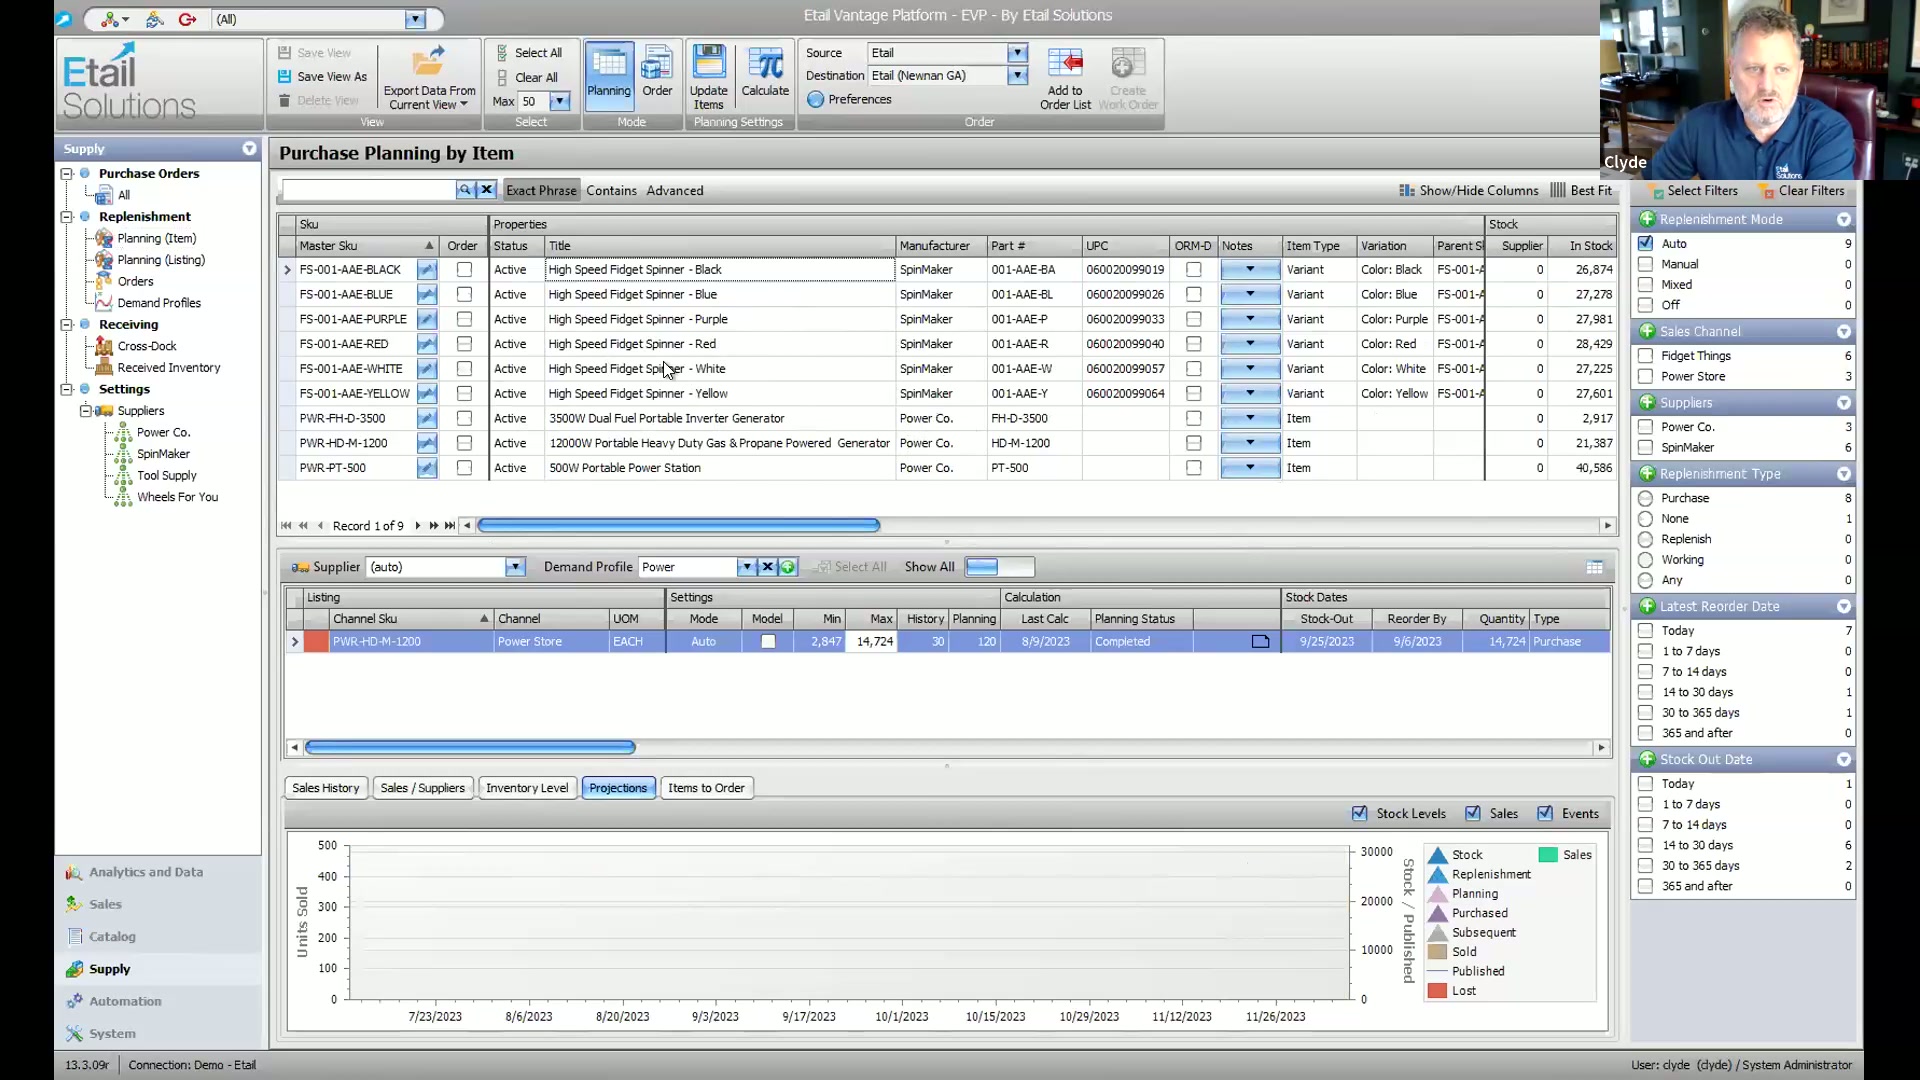 (All)
Etail Vantage Platform - EVP - By Etail Solutions
Etail
Solutions
Save View
Save View As
Delete View
Export Data From
Current View
View
Select All
Clear All
Max 50
Select
Planning
Order
Mode
Update
Items
Calculate
Planning Settings
Source Etail
Destination Etail (Newnan GA)
Preferences
Add to
Order List
Create
Work Order
Order
Clyde
Supply
Purchase Orders
All
Replenishment
Planning (Item)
Planning (Listing)
Orders
Demand Profiles
Receiving
Cross-Dock
Received Inventory
Settings
Suppliers
Power Co.
SpinMaker
Tool Supply
Wheels For You
Analytics and Data
Sales
Catalog
Supply
Automation
System
Purchase Planning by Item
Exact Phrase Contains Advanced Show/Hide Columns Best Fit
Sku Properties Stock
Master Sku Order Status Title Manufacturer Part # UPC ORM-D Notes Item Type Variation Parent Sk Supplier In Stock
FS-001-AAE-BLACK Active High Speed Fidget Spinner - Black SpinMaker 001-AAE-BA 060020099019 Variant Color: Black FS-001-A 0 26,874
FS-001-AAE-BLUE Active High Speed Fidget Spinner - Blue SpinMaker 001-AAE-BL 060020099026 Variant Color: Blue FS-001-A 0 27,278
FS-001-AAE-PURPLE Active High Speed Fidget Spinner - Purple SpinMaker 001-AAE-P 060020099033 Variant Color: Purple FS-001-A 0 27,981
FS-001-AAE-RED Active High Speed Fidget Spinner - Red SpinMaker 001-AAE-R 060020099040 Variant Color: Red FS-001-A 0 28,429
FS-001-AAE-WHITE Active High Speed Fidget Spinner - White SpinMaker 001-AAE-W 060020099057 Variant Color: White FS-001-A 0 27,225
FS-001-AAE-YELLOW Active High Speed Fidget Spinner - Yellow SpinMaker 001-AAE-Y 060020099064 Variant Color: Yellow FS-001-A 0 27,601
PWR-FH-D-3500 Active 3500W Dual Fuel Portable Inverter Generator Power Co. FH-D-3500 Item 0 2,917
PWR-HD-M-1200 Active 12000W Portable Heavy Duty Gas & Propane Powered Generator Power Co. HD-M-1200 Item 0 21,387
PWR-PT-500 Active 500W Portable Power Station Power Co. PT-500 Item 0 40,586
Record 1 of 9
Supplier (auto) Demand Profile Power Select All Show All
Listing Settings Calculation Stock Dates
Channel Sku Channel UOM Mode Model Min Max History Planning Last Calc Planning Status Stock-Out Reorder By Quantity Type
PWR-HD-M-1200 Power Store EACH Auto 2,847 14,724 30 120 8/9/2023 Completed 9/25/2023 9/6/2023 14,724 Purchase
Sales History Sales / Suppliers Inventory Level Projections Items to Order
Stock Levels Sales Events
Units Sold
500
400
300
200
100
0
7/23/2023 8/6/2023 8/20/2023 9/3/2023 9/17/2023 10/1/2023 10/15/2023 10/29/2023 11/12/2023 11/26/2023
30000
20000
10000
0
Stock / Published
Stock Sales
Replenishment
Planning
Purchased
Subsequent
Sold
Published
Lost
Select Filters Clear Filters
Replenishment Mode
Auto 9
Manual 0
Mixed 0
Off 0
Sales Channel
Fidget Things 6
Power Store 3
Suppliers
Power Co. 3
SpinMaker 6
Replenishment Type
Purchase 8
None 1
Replenish 0
Working 0
Any 0
Latest Reorder Date
Today 7
1 to 7 days 0
7 to 14 days 0
14 to 30 days 1
30 to 365 days 1
365 and after 0
Stock Out Date
Today 1
1 to 7 days 0
7 to 14 days 0
14 to 30 days 6
30 to 365 days 2
365 and after 0
13.3.09r Connection: Demo - Etail User: clyde (clyde) / System Administrator